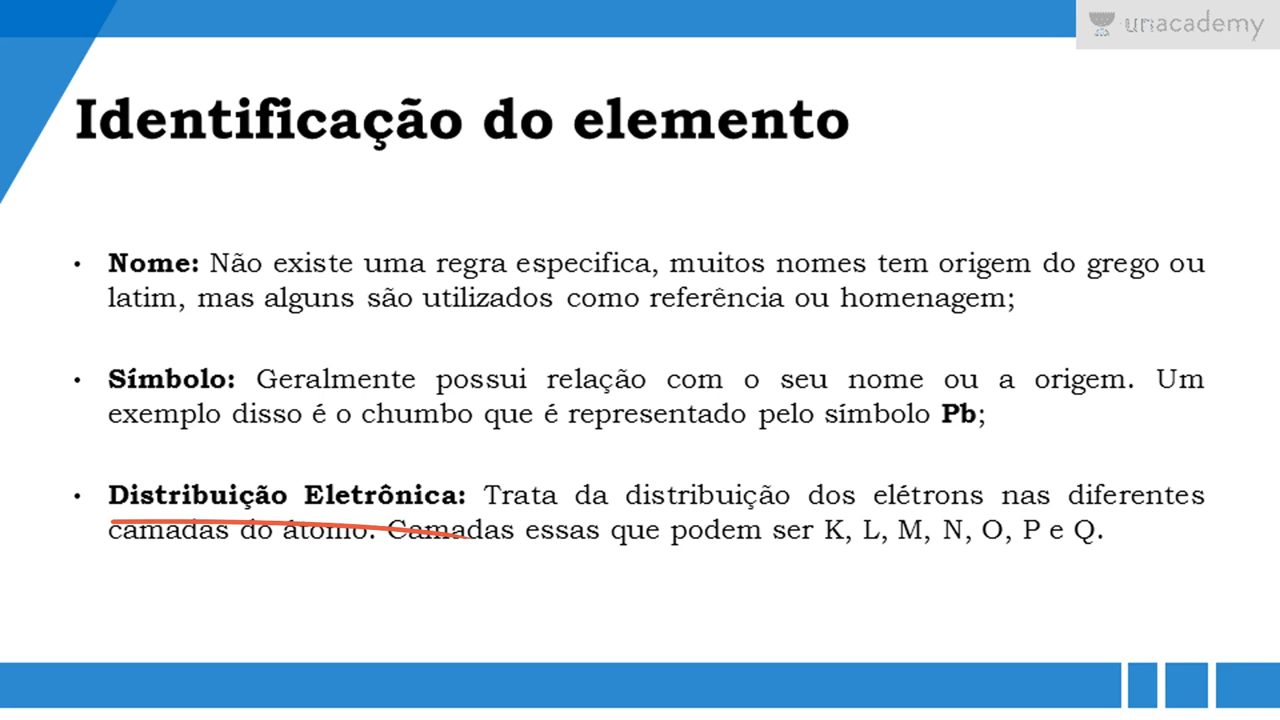 unacademy
Identificação do elemento
• Nome: Não existe uma regra especifica, muitos nomes tem origem do grego ou
latim, mas alguns são utilizados como referência ou homenagem;
• Símbolo: Geralmente possui relação com o seu nome ou a origem. Um
exemplo disso é o chumbo que é representado pelo símbolo Pb;
• Distribuição Eletrônica: Trata da distribuição dos elétrons nas diferentes
camadas do átomo. Camadas essas que podem ser K, L, M, N, O, P e Q.